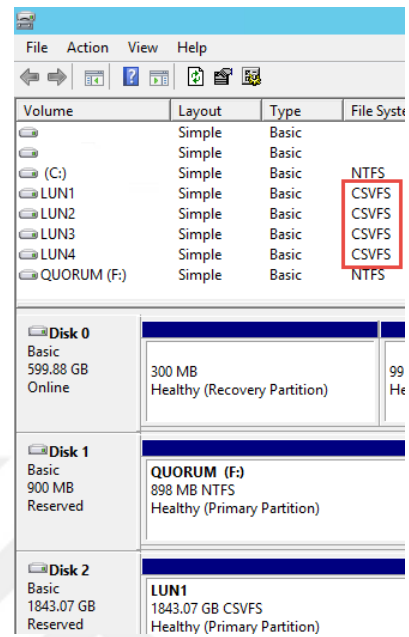 File Action View Help
Volume Layout Type File Syste
Simple Basic
Simple Basic
(C:) Simple Basic NTFS
LUN1 Simple Basic CSVFS
LUN2 Simple Basic CSVFS
LUN3 Simple Basic CSVFS
LUN4 Simple Basic CSVFS
QUORUM (F:) Simple Basic NTFS
Disk 0
Basic
599.88 GB
Online
300 MB
Healthy (Recovery Partition)
99
He
Disk 1
Basic
900 MB
Reserved
QUORUM (F:)
898 MB NTFS
Healthy (Primary Partition)
Disk 2
Basic
1843.07 GB
Reserved
LUN1
1843.07 GB CSVFS
Healthy (Primary Partition)